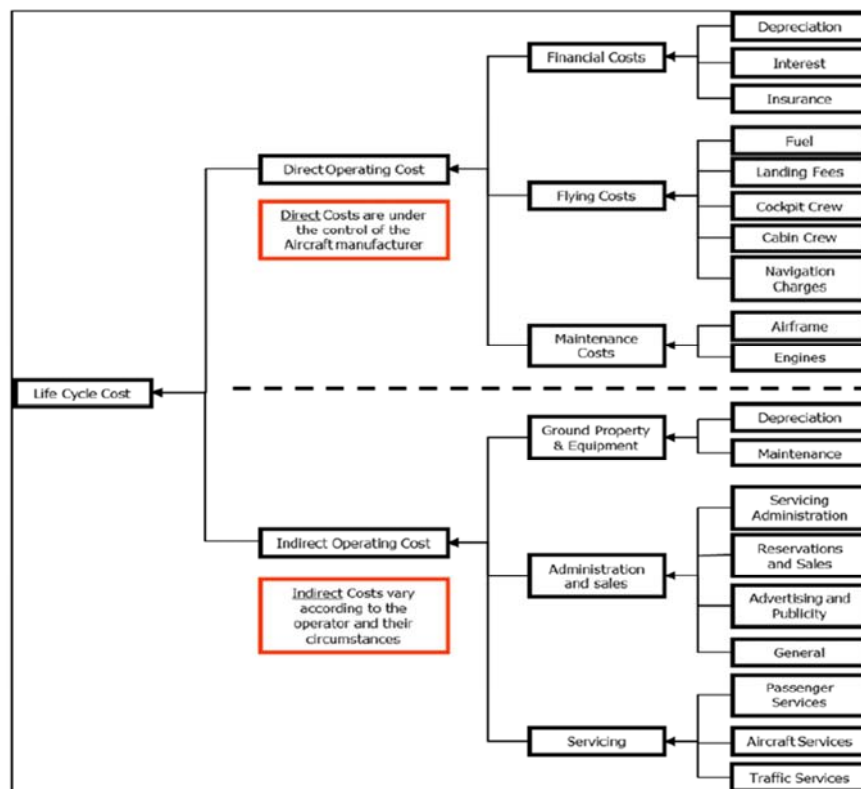 Depreciation
Financial Costs
Interest
Insurance
Fuel
Direct Operating Cost
Landing Fees
Flying Costs
Cockpit Crew
Direct Costs are under
the control of the
Aircraft manufacturer
Cabin Crew
Navigation
Charges
Airframe
Maintenance
Costs
Engines
Life Cycle Cost
Depreciation
Ground Property
& Equipment
Maintenance
Servicing
Administration
Indirect Operating Cost
Reservations
and Sales
Administration
and sales
Indirect Costs vary
according to the
operator and their
circumstances
Advertising and
Publicity
General
Passenger
Services
Servicing
Aircraft Services
Traffic Services